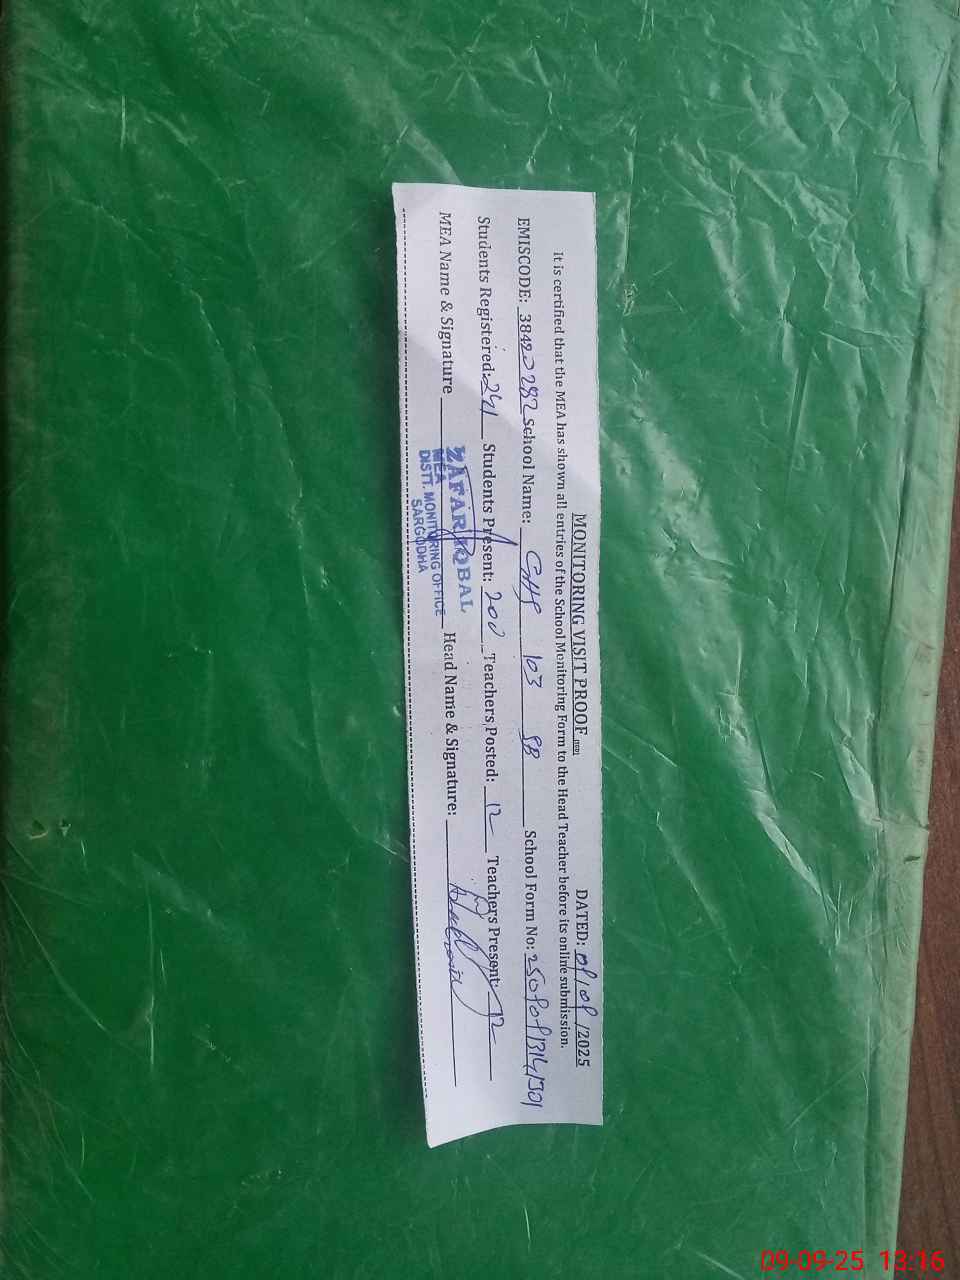 MONITORING VISIT PROOF
DATED: 09/09/2025
It is certified that the MEA has shown all entries of the School Monitoring Form to the Head Teacher before its online submission.
EMISCODE: 38420282 School Name: GHS 103 SB School Form No:
Students Registered: 241 Students Present: 200 Teachers Posted: 12 Teachers Present: 12
MEA Name & Signature Head Name & Signature:
ZAFAR IQBAL
MEA
DISTT. MONITORING OFFICE
SARGODHA
09-09-25 13:16